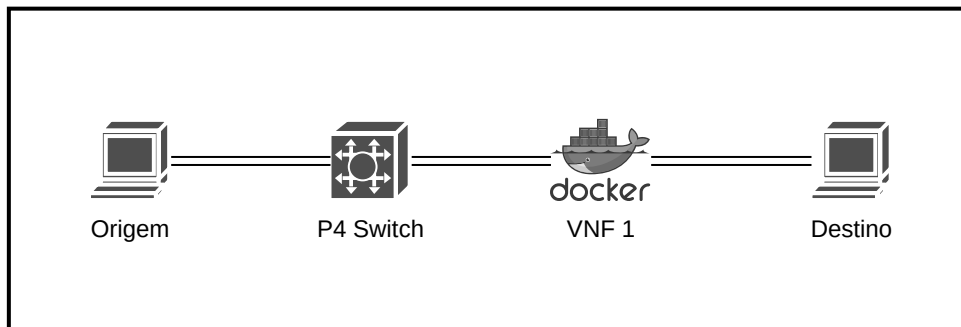 docker
Origem
P4 Switch
VNF 1
Destino